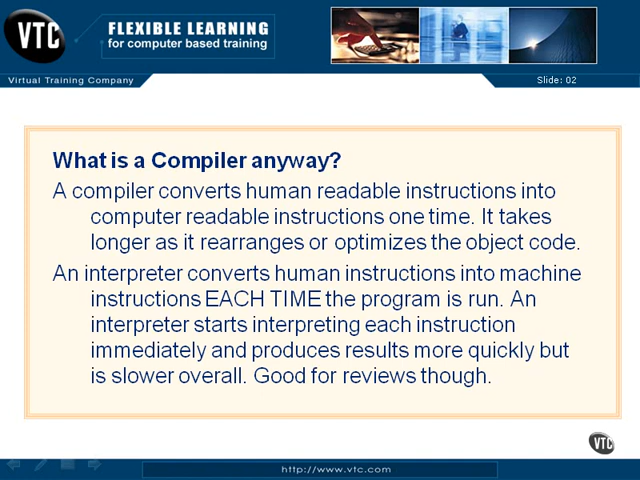 VTC
FLEXIBLE LEARNING
for computer based training
Virtual Training Company
Slide: 02
What is a Compiler anyway?
A compiler converts human readable instructions into
computer readable instructions one time. It takes
longer as it rearranges or optimizes the object code.
An interpreter converts human instructions into machine
instructions EACH TIME the program is run. An
interpreter starts interpreting each instruction
immediately and produces results more quickly but
is slower overall. Good for reviews though.
VTC
http://www.vtc.com